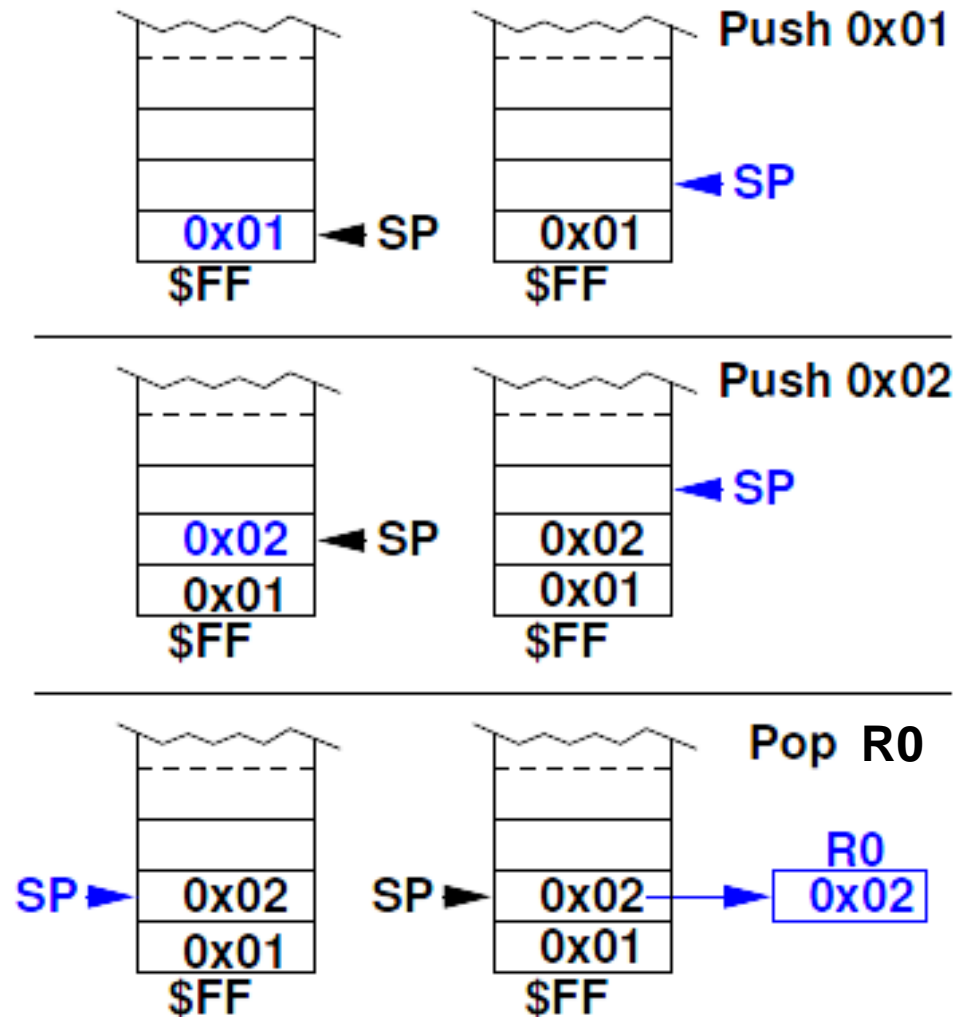 Push 0x01
SP
0x01 SP 0x01
$FF $FF
Push 0x02
SP
0x02 SP 0x02
0x01 0x01
$FF $FF
Pop R0
R0
SP 0x02 SP 0x02 0x02
0x01 0x01
$FF $FF